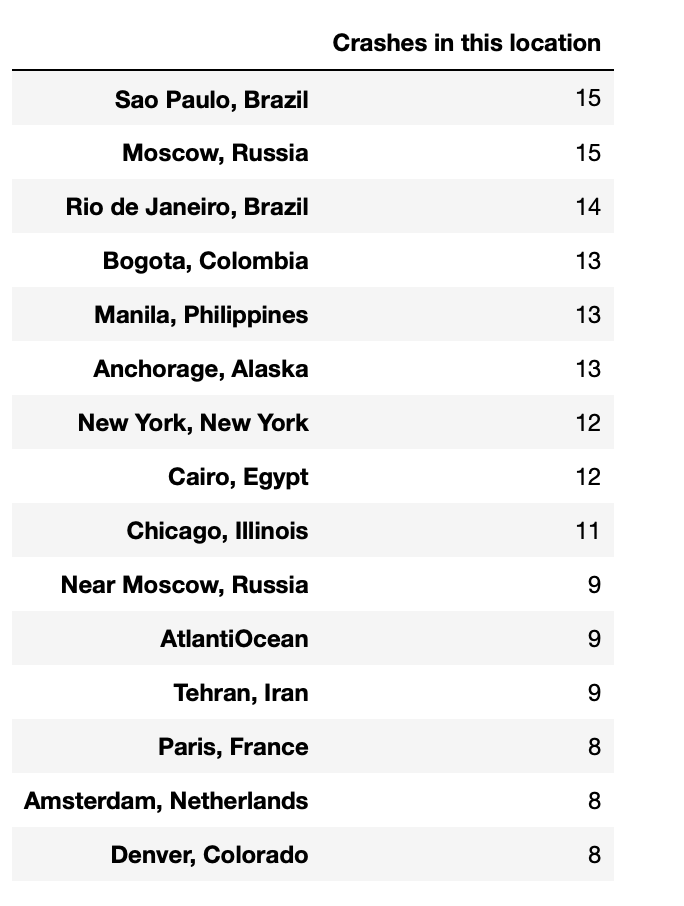 Crashes in this location
Sao Paulo, Brazil 15
Moscow, Russia 15
Rio de Janeiro, Brazil 14
Bogota, Colombia 13
Manila, Philippines 13
Anchorage, Alaska 13
New York, New York 12
Cairo, Egypt 12
Chicago, Illinois 11
Near Moscow, Russia 9
AtlantiOcean 9
Tehran, Iran 9
Paris, France 8
Amsterdam, Netherlands 8
Denver, Colorado 8